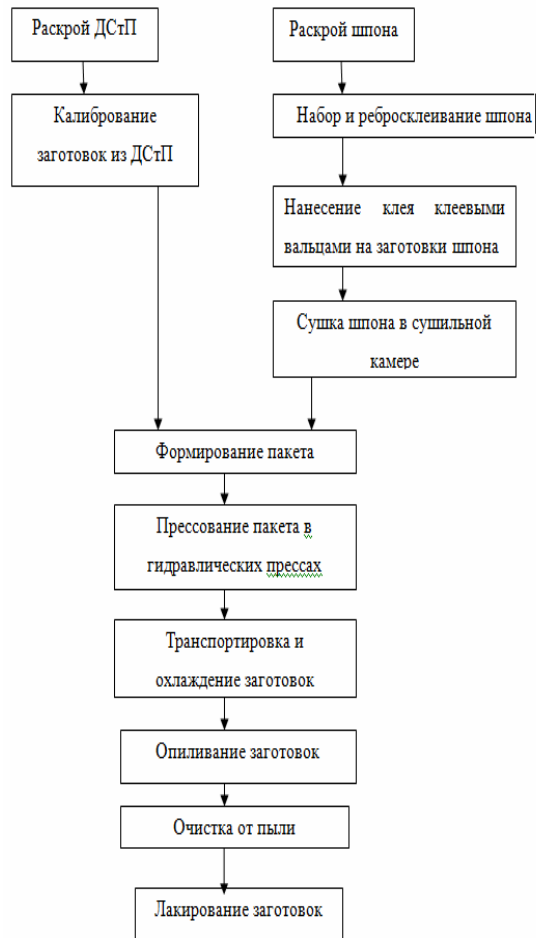 Раскрой ДСтП
Раскрой шпона
Калибрование
заготовок из ДСтП
Набор и ребросклеивание шпона
Нанесение клея клеевыми
вальцами на заготовки шпона
Сушка шпона в сушильной
камере
Формирование пакета
Прессование пакета в
гидравлических прессах
Транспортировка и
охлаждение заготовок
Опиливание заготовок
Очистка от пыли
Лакирование заготовок